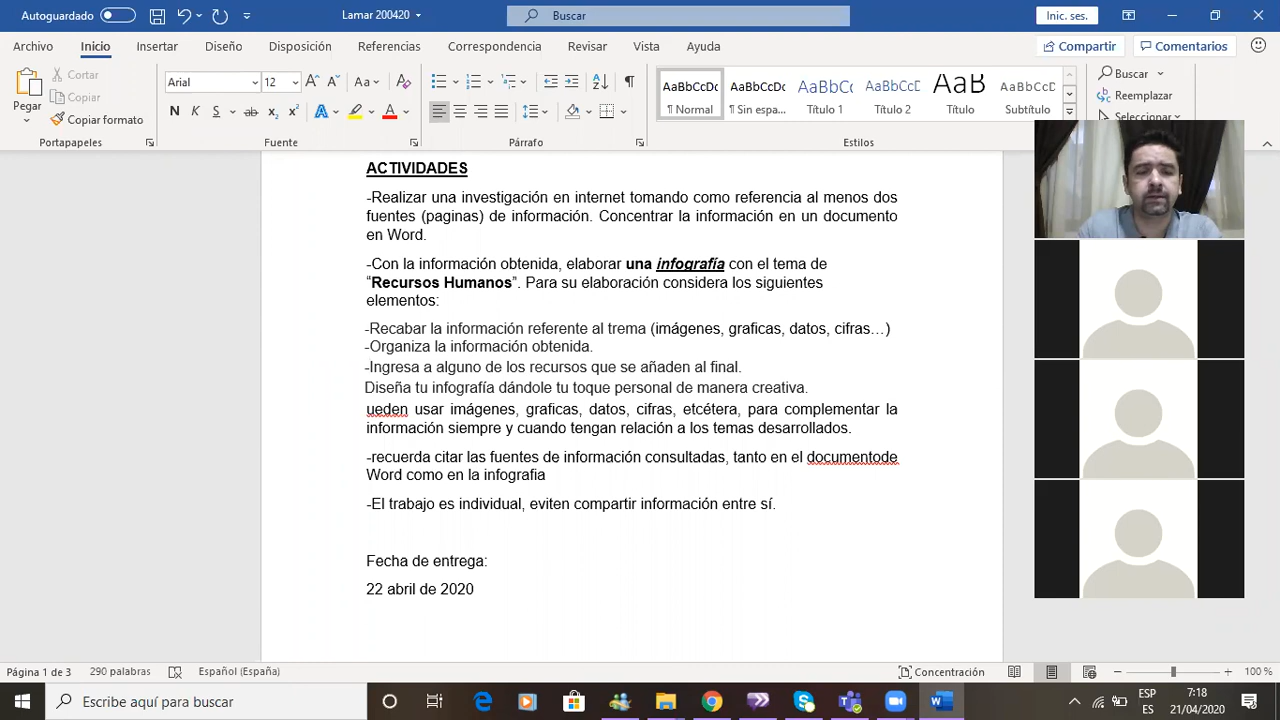 Autoguardado
Lamar 200420
Buscar
Inic. ses.
Archivo Inicio Insertar Diseño Disposición Referencias Correspondencia Revisar Vista Ayuda
Compartir Comentarios
Pegar
Cortar
Copiar
Copiar formato
Portapapeles
Arial 12
Aa
N K S ab x₂ x²
A A
Fuente
Párrafo
AaBbCcDc AaBbCcDc AaBbCc AaBbCcD AaB AaBbCcD
¶ Normal ¶ Sin espa... Título 1 Título 2 Título Subtítulo
Estilos
Buscar
Reemplazar
Seleccionar
ACTIVIDADES
-Realizar una investigación en internet tomando como referencia al menos dos
fuentes (paginas) de información. Concentrar la información en un documento
en Word.
-Con la información obtenida, elaborar una infografía con el tema de
“Recursos Humanos”. Para su elaboración considera los siguientes
elementos:
-Recabar la información referente al trema (imágenes, graficas, datos, cifras…)
-Organiza la información obtenida.
-Ingresa a alguno de los recursos que se añaden al final.
Diseña tu infografía dándole tu toque personal de manera creativa.
ueden usar imágenes, graficas, datos, cifras, etcétera, para complementar la
información siempre y cuando tengan relación a los temas desarrollados.
-recuerda citar las fuentes de información consultadas, tanto en el documentode
Word como en la infografia
-El trabajo es individual, eviten compartir información entre sí.
Fecha de entrega:
22 abril de 2020
Página 1 de 3 290 palabras Español (España)
Concentración
100 %
Escribe aquí para buscar
ESP
ES
7:18
21/04/2020